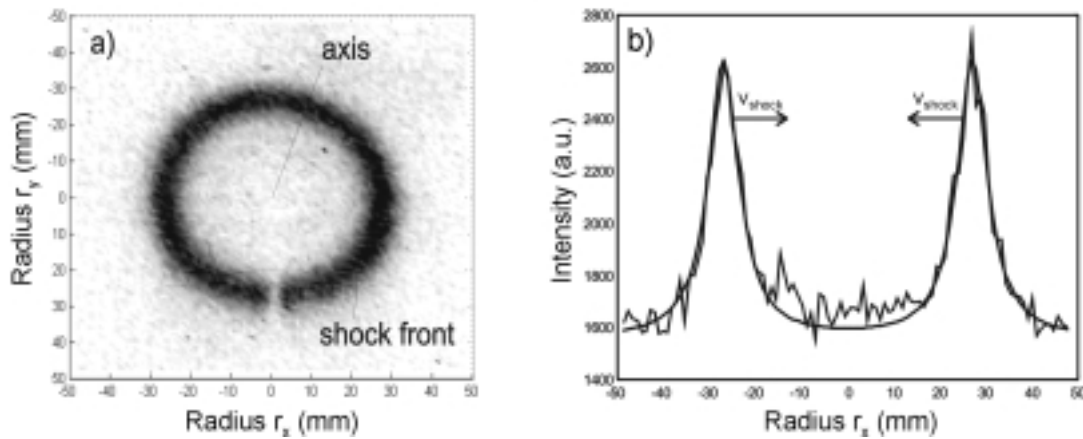 a)
axis
shock front
-50
-40
-30
-20
-10
0
10
20
30
40
50
Radius r_y (mm)
-50 -40 -30 -20 -10 0 10 20 30 40 50
Radius r_x (mm)
b)
v_shock v_shock
2800
2600
2400
2200
2000
1800
1600
1400
Intensity (a.u.)
-50 -40 -30 -20 -10 0 10 20 30 40 50
Radius r_x (mm)